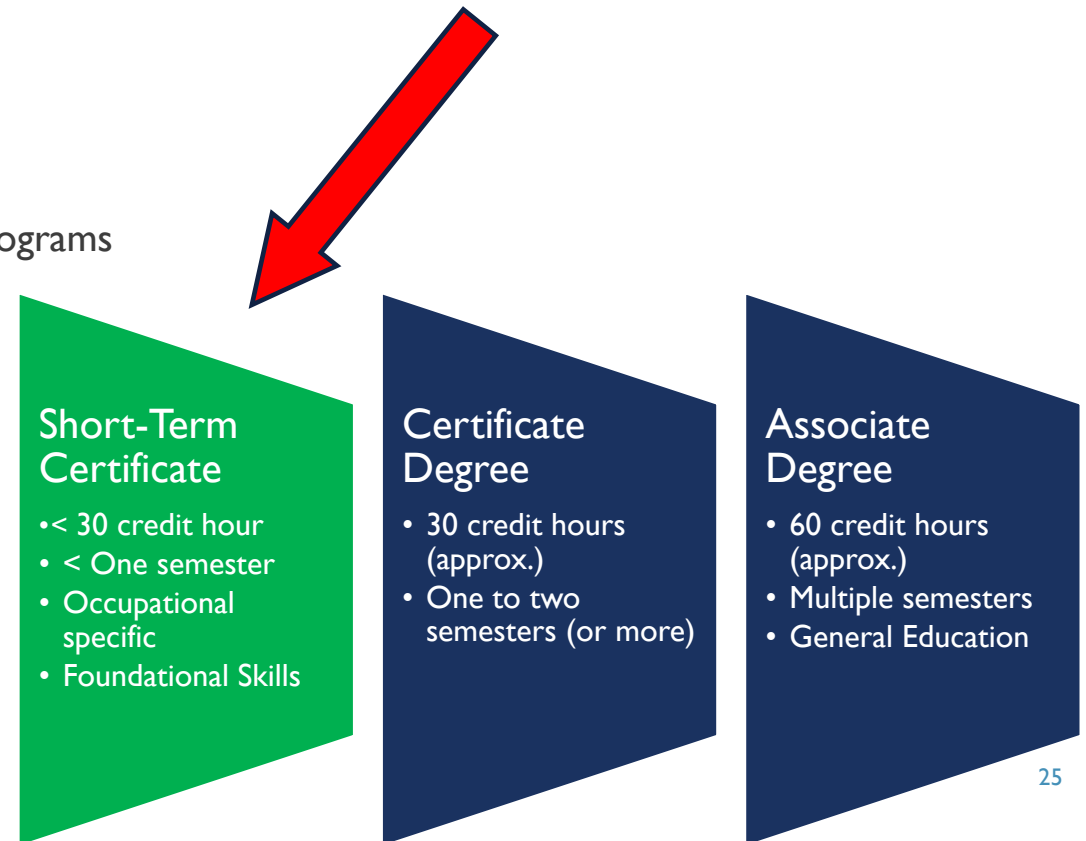 ograms
Short-Term
Certificate
•< 30 credit hour
• < One semester
• Occupational
specific
• Foundational Skills
Certificate
Degree
• 30 credit hours
(approx.)
• One to two
semesters (or more)
Associate
Degree
• 60 credit hours
(approx.)
• Multiple semesters
• General Education
25